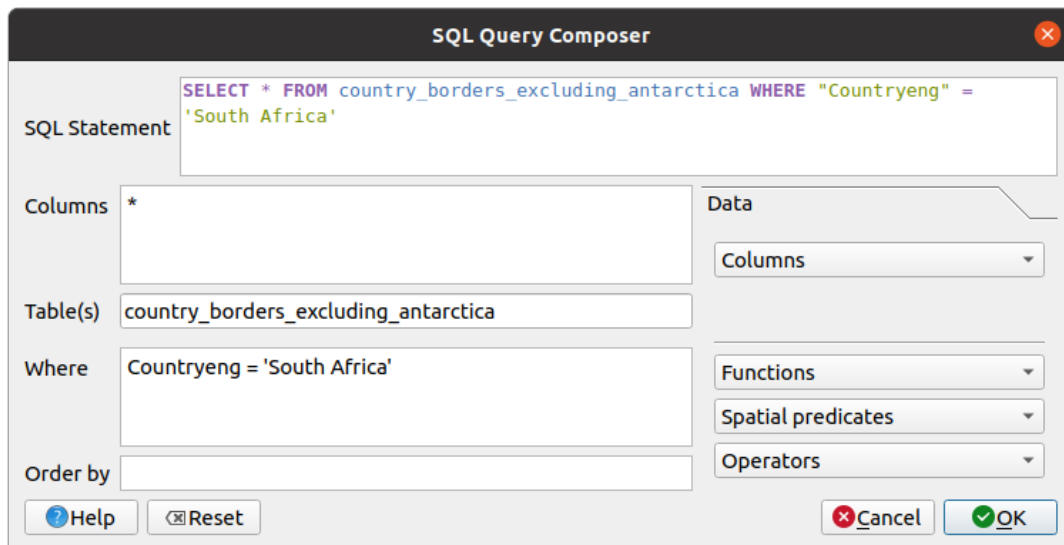 SQL Query Composer
SQL Statement
SELECT * FROM country_borders_excluding_antarctica WHERE "Countryeng" =
'South Africa'
Columns
*
Data
Columns
Table(s)
country_borders_excluding_antarctica
Where
Countryeng = 'South Africa'
Functions
Spatial predicates
Operators
Order by
Help
Reset
Cancel
OK